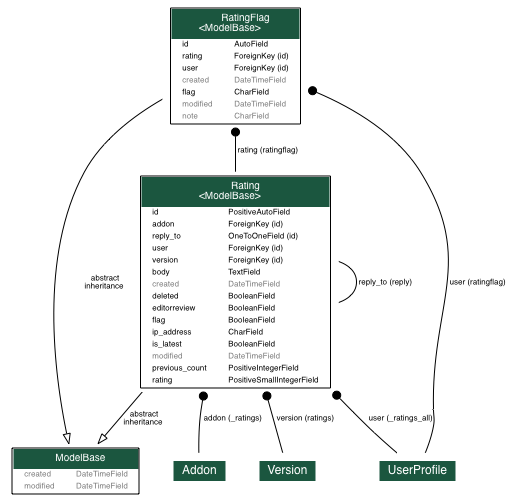 RatingFlag
<ModelBase>
id AutoField
rating ForeignKey (id)
user ForeignKey (id)
created DateTimeField
flag CharField
modified DateTimeField
note CharField
rating (ratingflag)
Rating
<ModelBase>
id PositiveAutoField
addon ForeignKey (id)
reply_to OneToOneField (id)
user ForeignKey (id)
version ForeignKey (id)
body TextField
created DateTimeField
deleted BooleanField
editorreview BooleanField
flag BooleanField
ip_address CharField
is_latest BooleanField
modified DateTimeField
previous_count PositiveIntegerField
rating PositiveSmallIntegerField
abstract
inheritance
reply_to (reply)
user (ratingflag)
abstract
inheritance
addon (_ratings)
version (ratings)
user (_ratings_all)
ModelBase
created DateTimeField
modified DateTimeField
Addon
Version
UserProfile